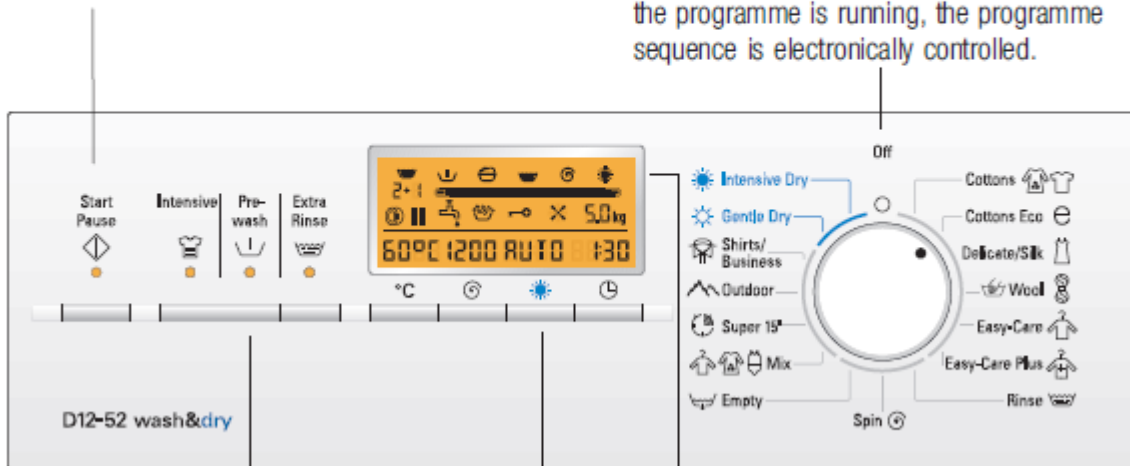 the programme is running, the programme
sequence is electronically controlled.
Off
Start
Pause
Intensive
Pre-
wash
Extra
Rinse
2+1
5.0kg
60°C 1200 AUTO 1:30
°C
Intensive Dry
Gentle Dry
Shirts/
Business
Outdoor
Super 15'
Mix
Empty
Cottons
Cottons Eco
Delicate/Silk
Wool
Easy-Care
Easy-Care Plus
Rinse
Spin
D12-52 wash&dry